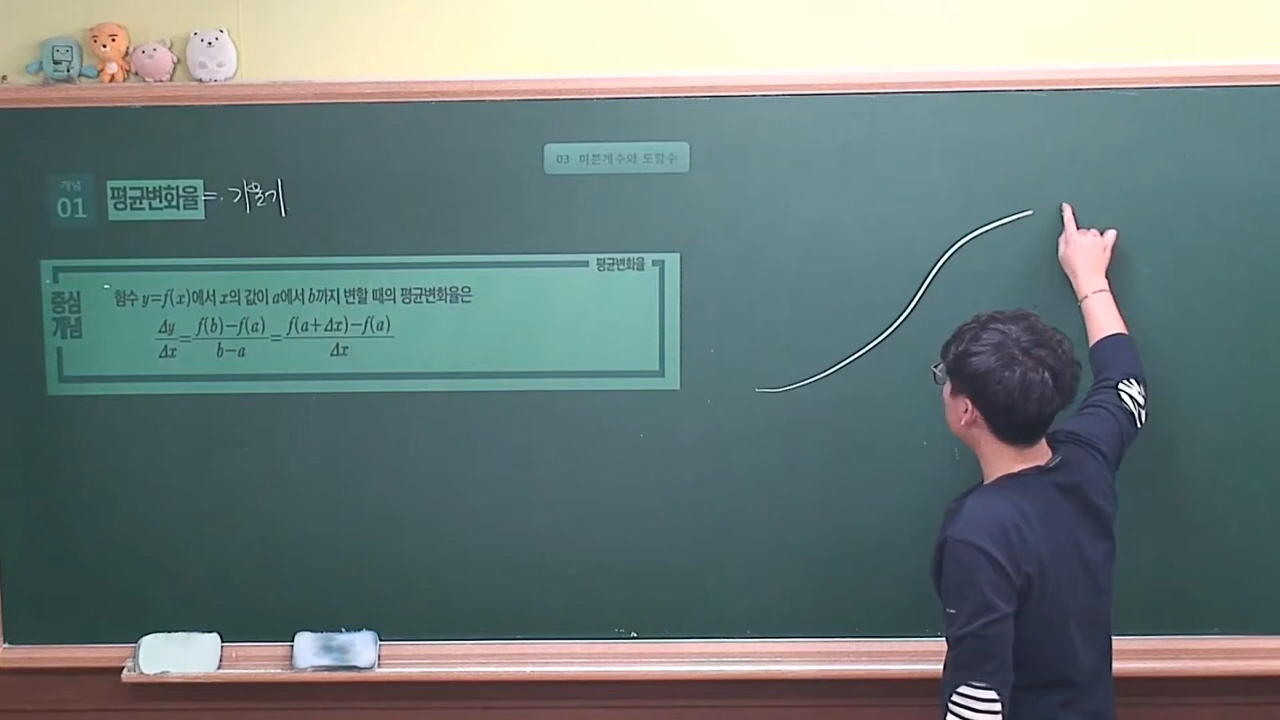 03 미분계수와 도함수
개념
01
평균변화율 = 기울기
평균변화율
중심
개념
함수 y=f(x)에서 x의 값이 a에서 b까지 변할 때의 평균변화율은
Δy/Δx = f(b)−f(a)/b−a = f(a+Δx)−f(a)/Δx